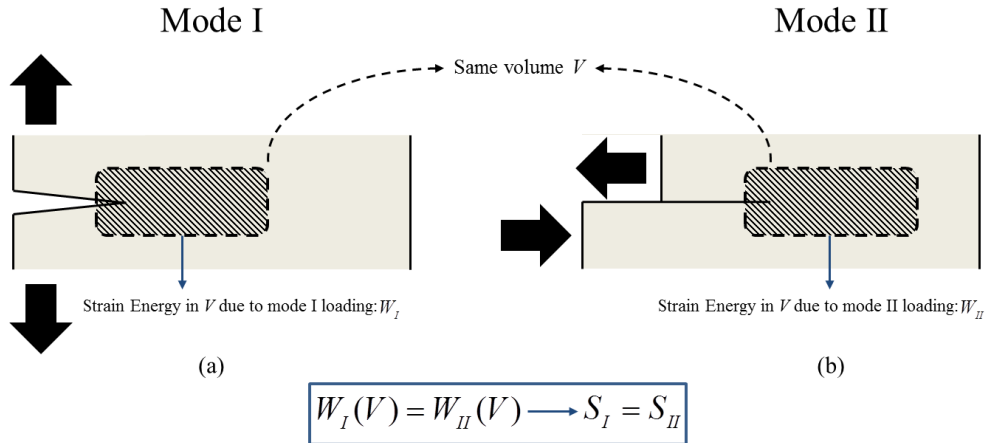 Mode I
Mode II
Same volume V
Strain Energy in V due to mode I loading: W_I
Strain Energy in V due to mode II loading: W_II
(a)
(b)
W_I(V) = W_II(V) → S_I = S_II